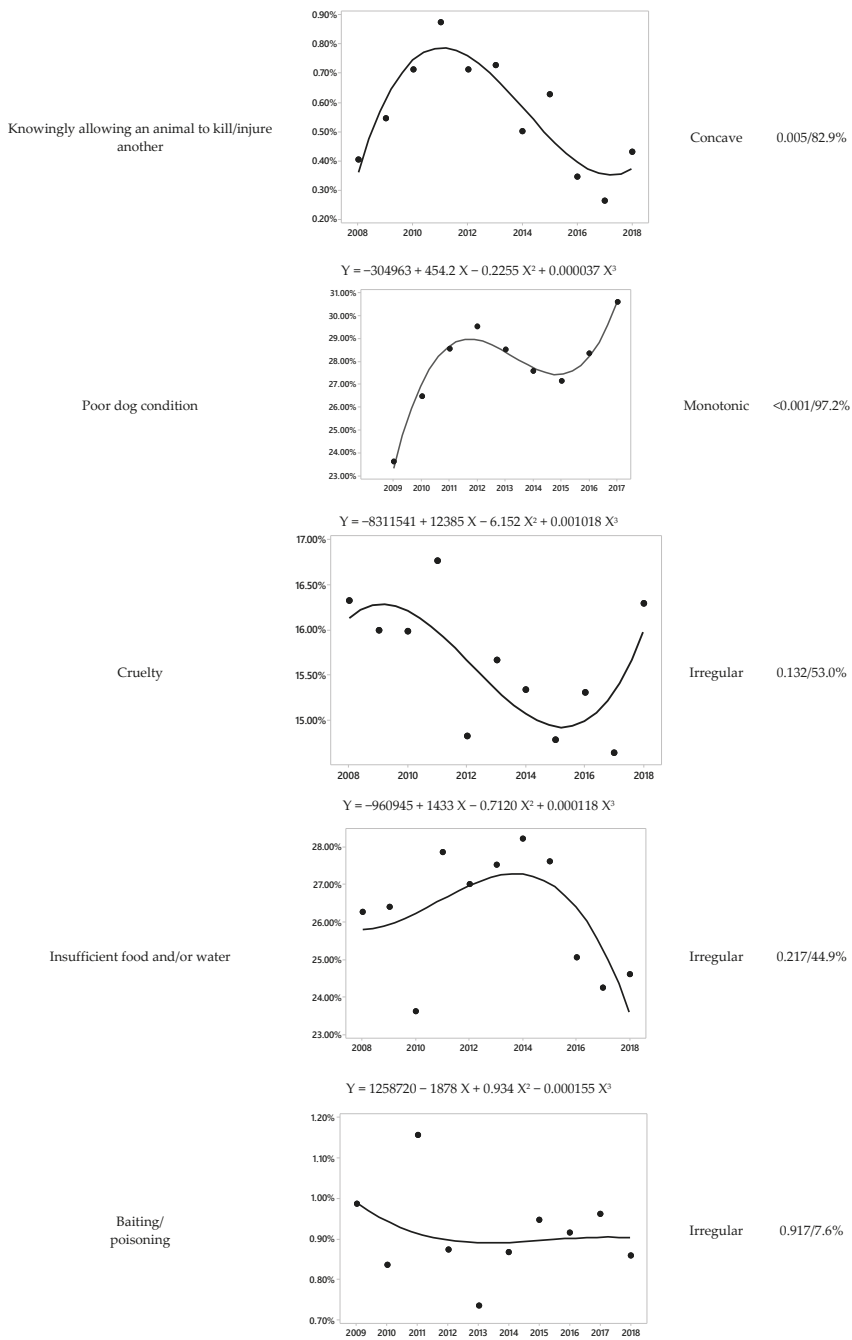 0.90%
0.80%
0.70%
0.60%
0.50%
0.40%
0.30%
0.20%
2008 2010 2012 2014 2016 2018
Knowingly allowing an animal to kill/injure
another
Concave 0.005/82.9%
Y = −304963 + 454.2 X − 0.2255 X² + 0.000037 X³
31.00%
30.00%
29.00%
28.00%
27.00%
26.00%
25.00%
24.00%
23.00%
2009 2010 2011 2012 2013 2014 2015 2016 2017
Poor dog condition
Monotonic <0.001/97.2%
Y = −8311541 + 12385 X − 6.152 X² + 0.001018 X³
17.00%
16.50%
16.00%
15.50%
15.00%
2008 2010 2012 2014 2016 2018
Cruelty
Irregular 0.132/53.0%
Y = −960945 + 1433 X − 0.7120 X² + 0.000118 X³
28.00%
27.00%
26.00%
25.00%
24.00%
23.00%
2008 2010 2012 2014 2016 2018
Insufficient food and/or water
Irregular 0.217/44.9%
Y = 1258720 − 1878 X + 0.934 X² − 0.000155 X³
1.20%
1.10%
1.00%
0.90%
0.80%
0.70%
2009 2010 2011 2012 2013 2014 2015 2016 2017 2018
Baiting/
poisoning
Irregular 0.917/7.6%